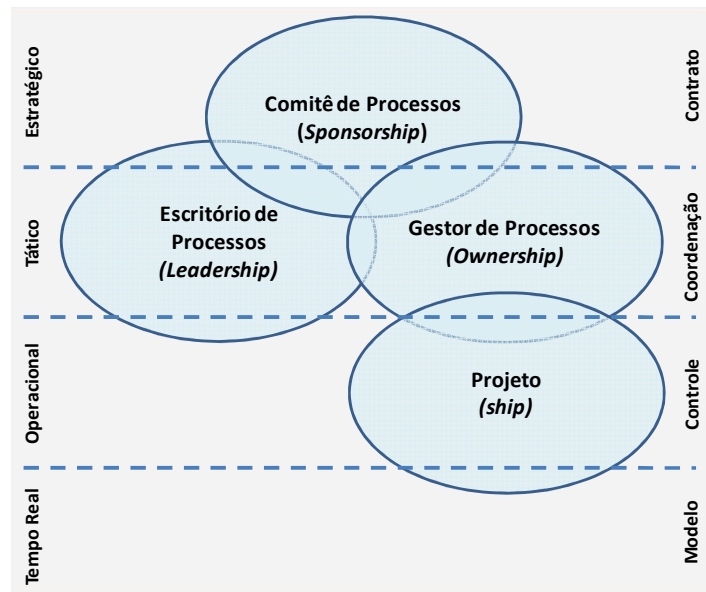 Estratégico
Contrato
Comitê de Processos
(Sponsorship)
Tático
Coordenação
Escritório de
Processos
(Leadership)
Gestor de Processos
(Ownership)
Operacional
Controle
Projeto
(ship)
Tempo Real
Modelo